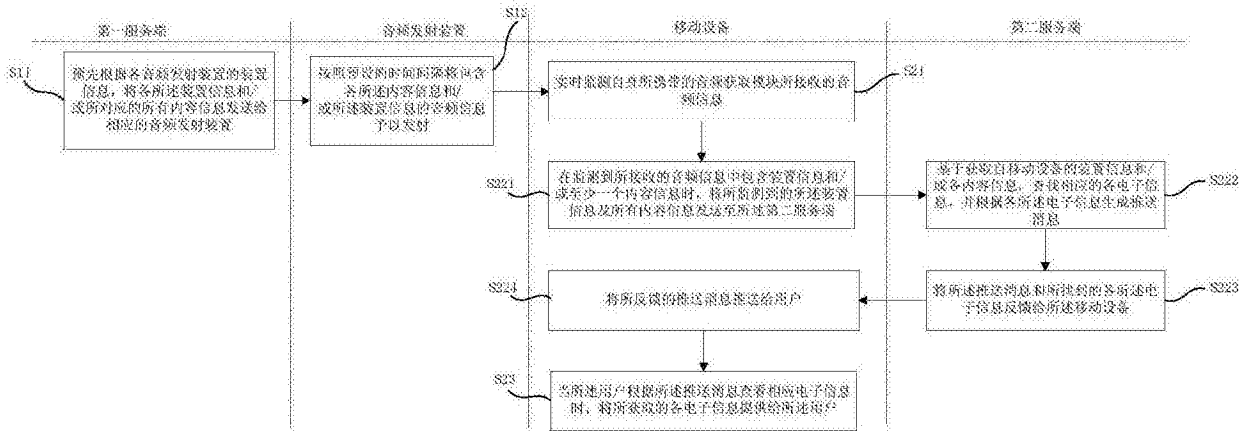 第一服务端
音频发射装置
移动设备
第二服务端
S11
预先根据各音频发射装置的装置
信息，将各所述装置信息和/
或所对应的所有内容信息发送给
相应的音频发射装置
S12
按照预设的时间间隔将包含
各所述内容信息和/
或所述装置信息的音频信息
予以发射
S21
实时监测自身所携带的音频获取模块所接收的音
频信息
S221
在监测到所接收的音频信息中包含装置信息和/
或至少一个内容信息时，将所监测到的所述装置
信息及所有内容信息发送至所述第二服务端
S222
基于获取自移动设备的装置信息和/
或各内容信息，查找相应的各电子信
息，并根据各所述电子信息生成推送
消息
S223
将所述推送消息和所找到的各所述电
子信息反馈给所述移动设备
S224
将所反馈的推送消息推送给用户
S23
当所述用户根据所述推送消息查看相应电子信息
时，将所获取的各电子信息提供给所述用户